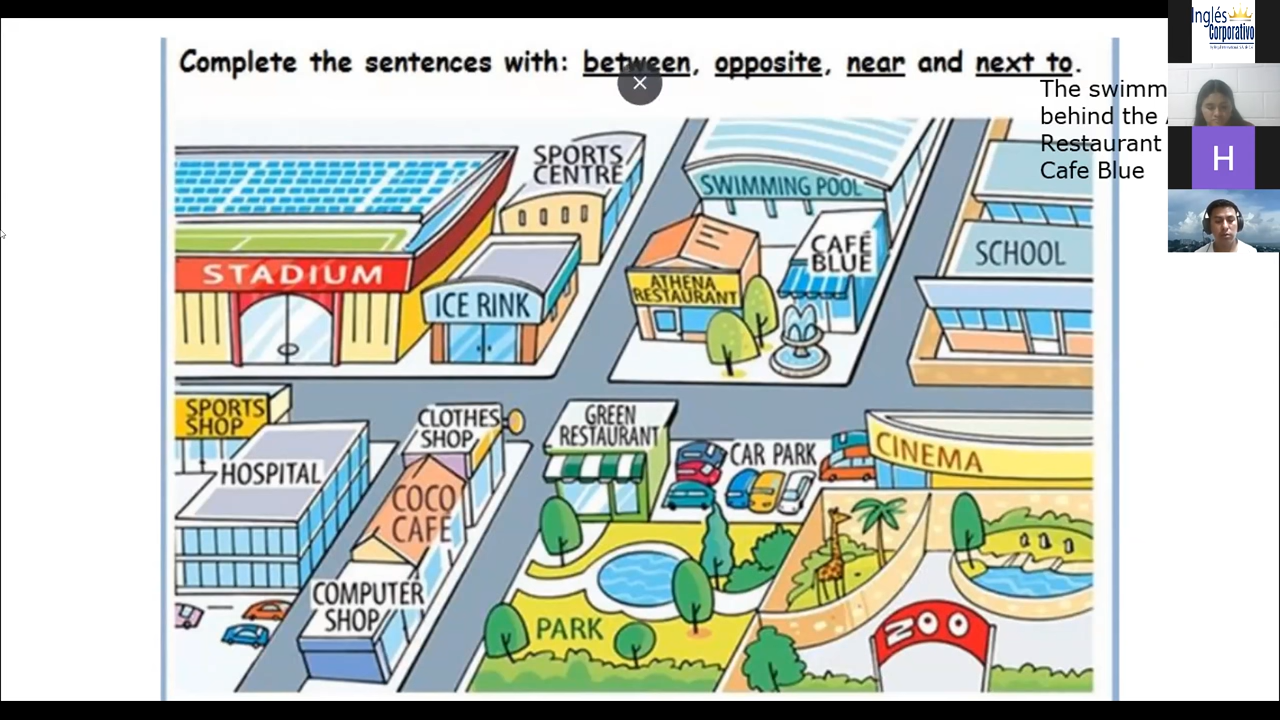 Complete the sentences with: between, opposite, near and next to.
Inglés
Corporativo
The swimm
behind the
Restaurant
Cafe Blue
H
SPORTS
CENTRE
SWIMMING POOL
STADIUM
ICE RINK
ATHENA
RESTAURANT
CAFÉ
BLUE
SCHOOL
SPORTS
SHOP
HOSPITAL
CLOTHES
SHOP
GREEN
RESTAURANT
CAR PARK
CINEMA
COCO
CAFE
COMPUTER
SHOP
PARK
ZOO